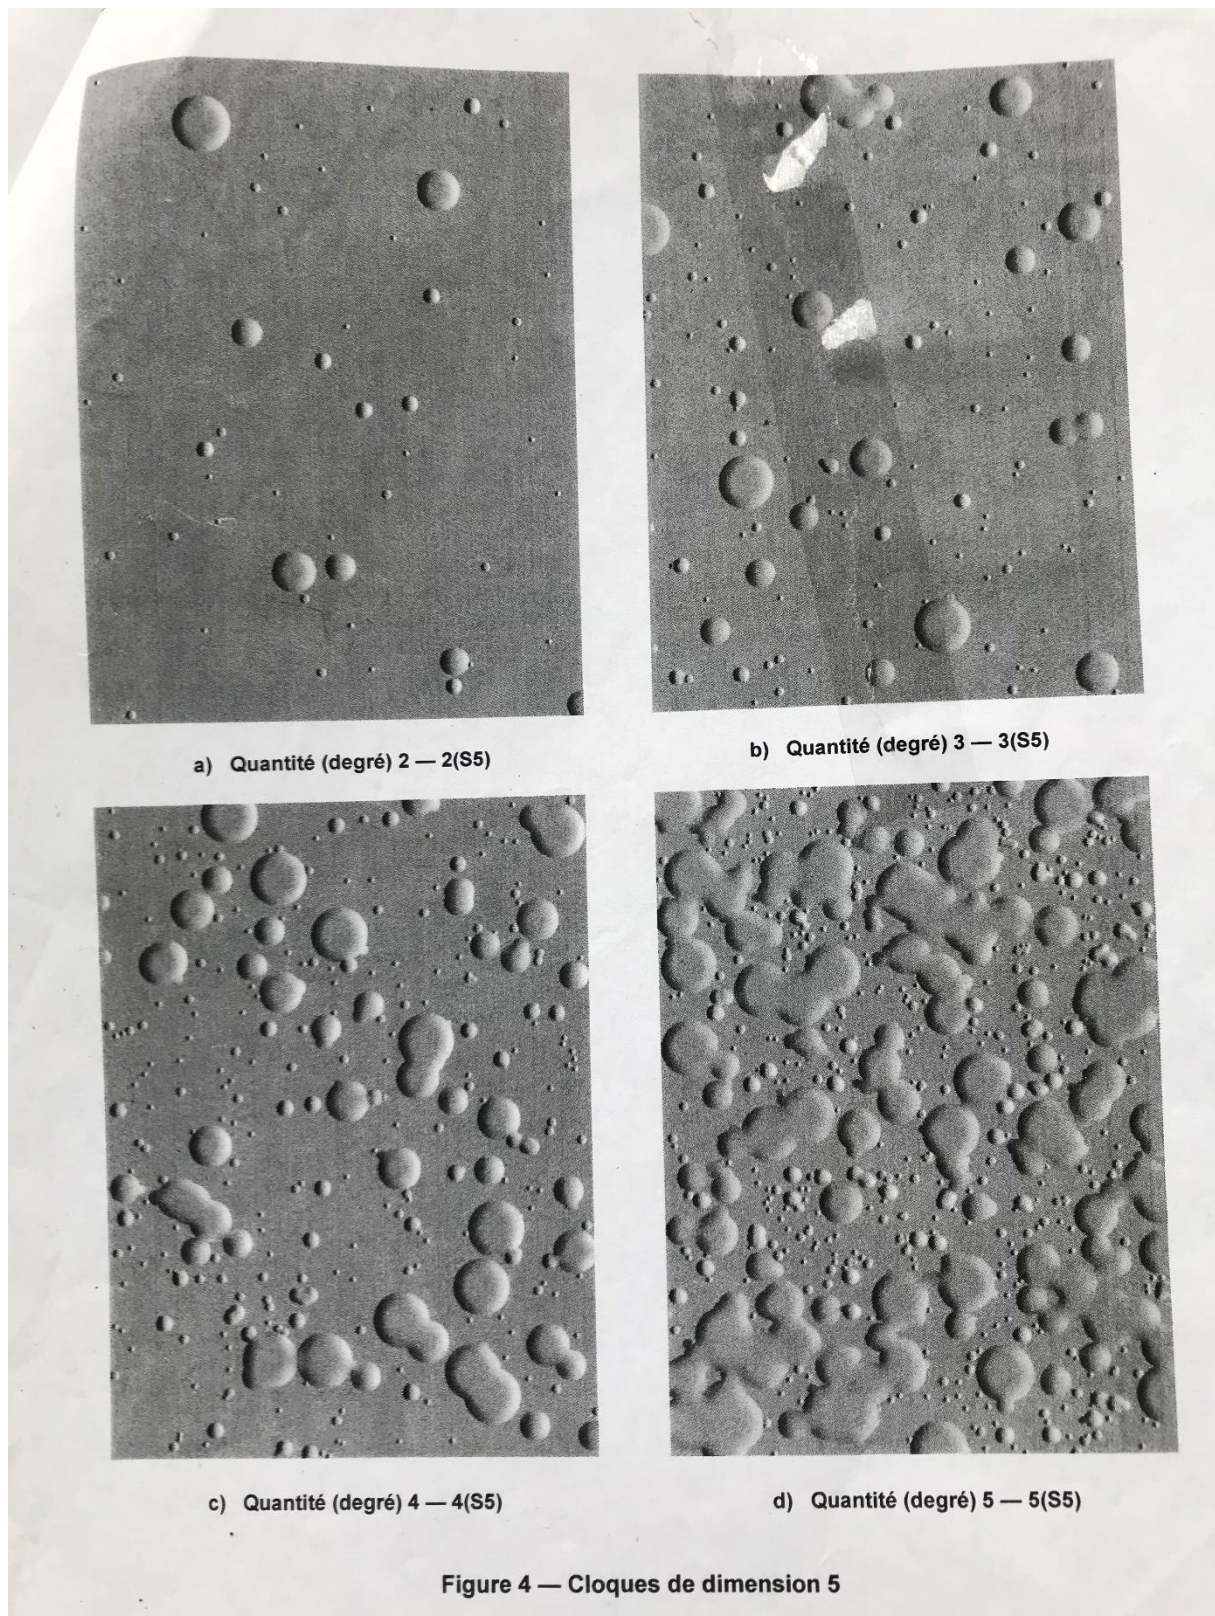 a) Quantité (degré) 2 — 2(S5)
b) Quantité (degré) 3 — 3(S5)
c) Quantité (degré) 4 — 4(S5)
d) Quantité (degré) 5 — 5(S5)
Figure 4 — Cloques de dimension 5